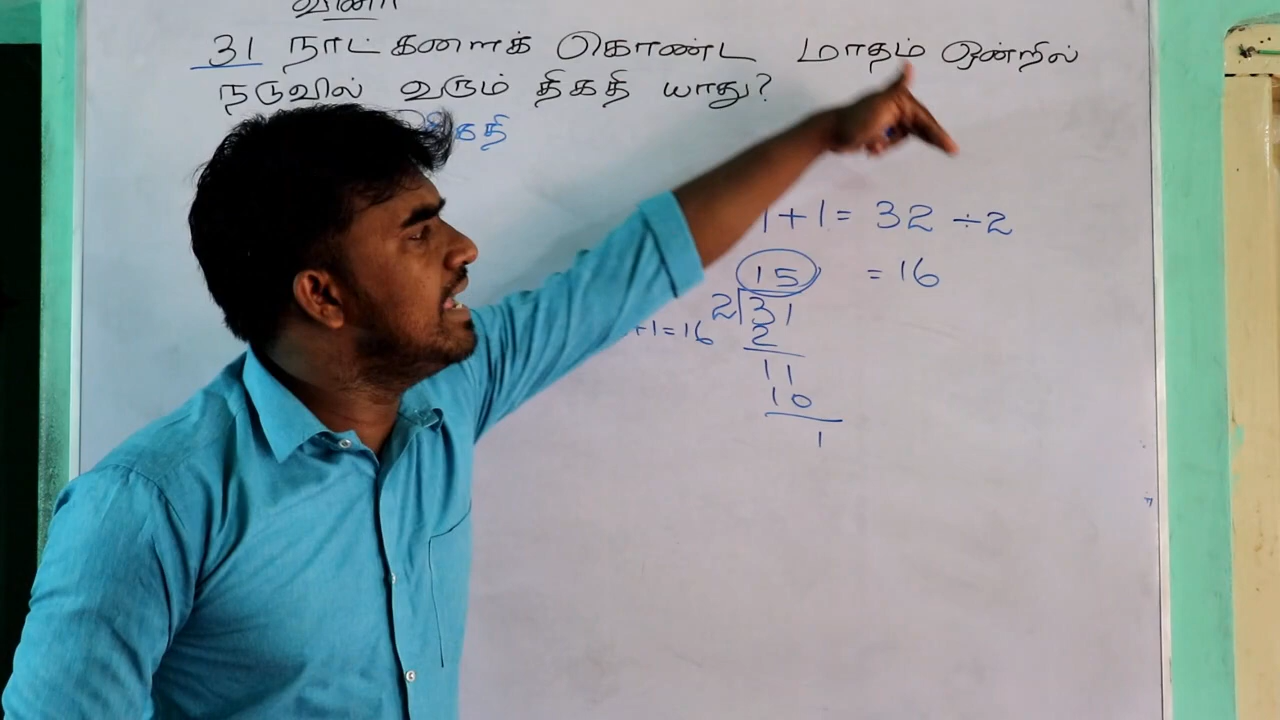 வினா
31 நாட்களைக் கொண்ட மாதம் ஒன்றில்
நடுவில் வரும் திகதி யாது?
திகதி
1+1= 32 ÷2
15 =16
2 31
+1=16 2
11
10
1